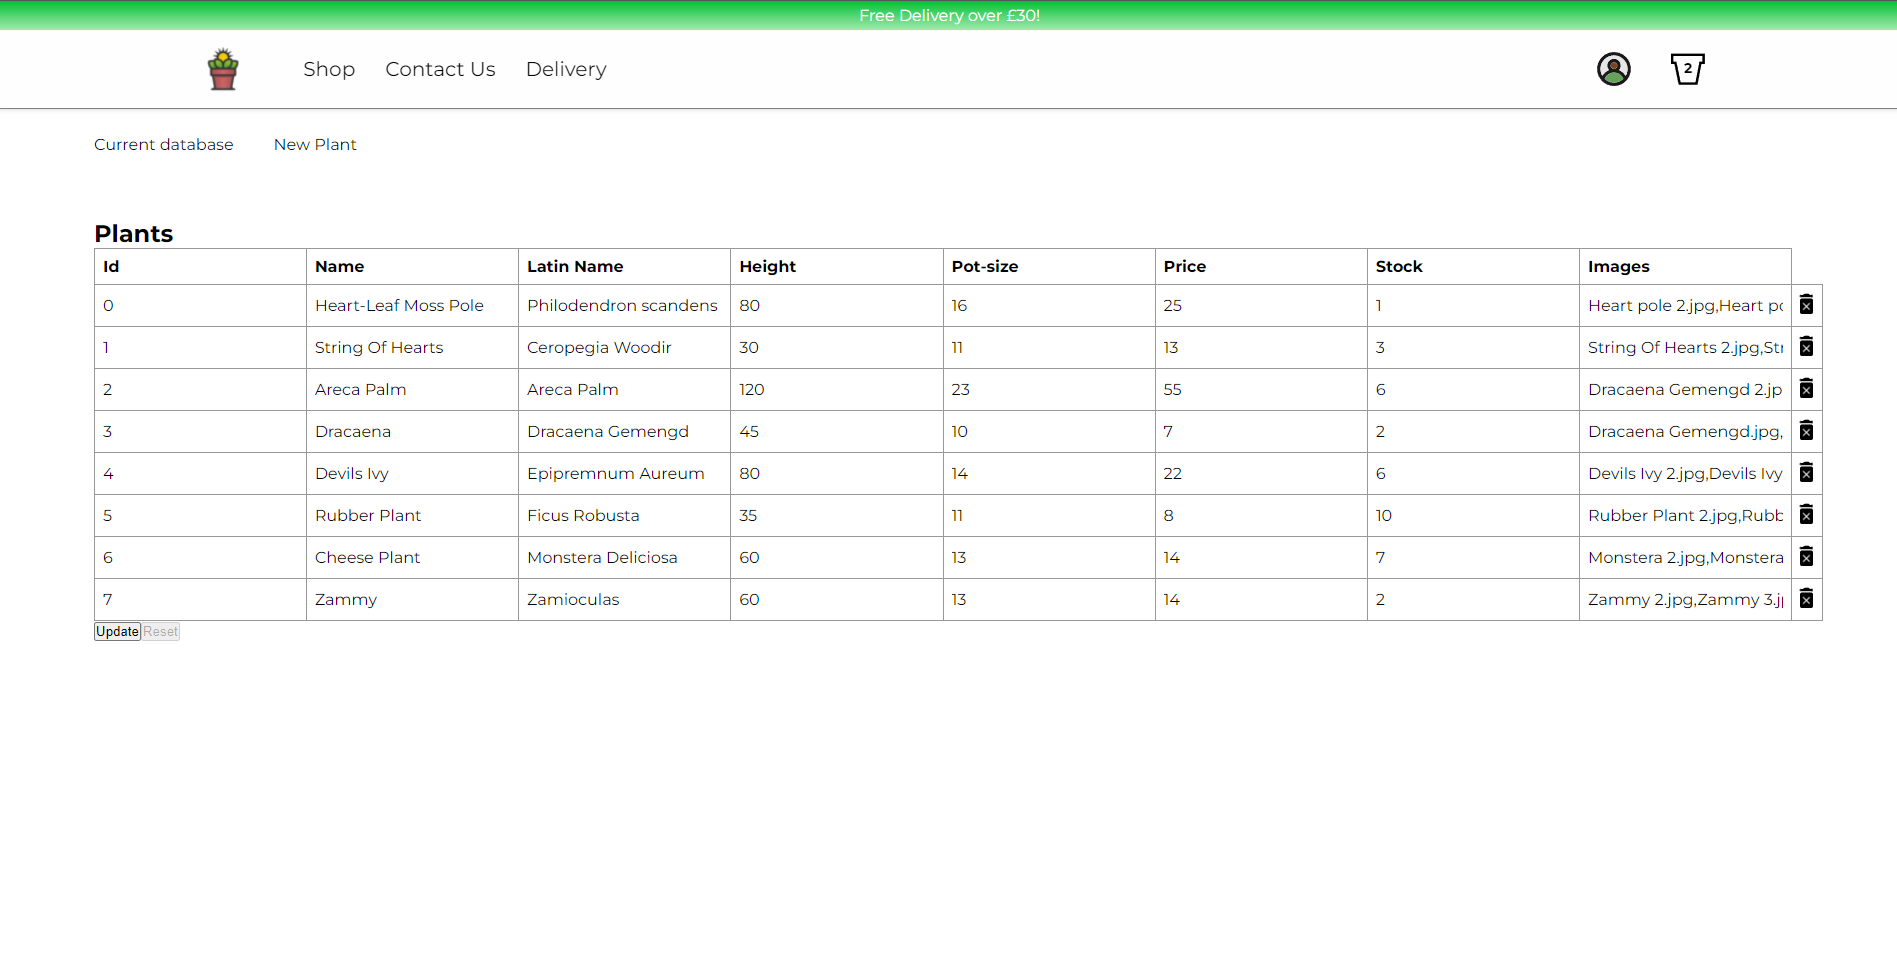 Free Delivery over £30!
Shop Contact Us Delivery 2
Current database New Plant
Plants
Id Name Latin Name Height Pot-size Price Stock Images
0 Heart-Leaf Moss Pole Philodendron scandens 80 16 25 1 Heart pole 2.jpg,Heart po
1 String Of Hearts Ceropegia Woodir 30 11 13 3 String Of Hearts 2.jpg,Str
2 Areca Palm Areca Palm 120 23 55 6 Dracaena Gemengd 2.jp
3 Dracaena Dracaena Gemengd 45 10 7 2 Dracaena Gemengd.jpg,
4 Devils Ivy Epipremnum Aureum 80 14 22 6 Devils Ivy 2.jpg,Devils Ivy
5 Rubber Plant Ficus Robusta 35 11 8 10 Rubber Plant 2.jpg,Rubb
6 Cheese Plant Monstera Deliciosa 60 13 14 7 Monstera 2.jpg,Monstera
7 Zammy Zamioculas 60 13 14 2 Zammy 2.jpg,Zammy 3.j
Update Reset